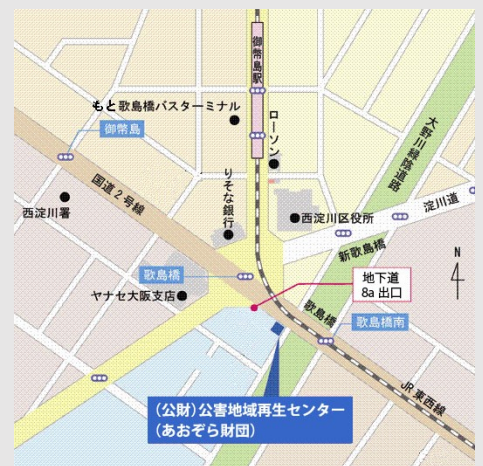 御幣島駅
もと歌島橋バスターミナル
ローソン
御幣島
大野川緑陰道路
国道2号線
りそな銀行
淀川道
西淀川署
西淀川区役所
新歌島橋
N
4
歌島橋
地下道
8a 出口
ヤナセ大阪支店
歌島橋
歌島橋南
JR東西線
(公財)公害地域再生センター
(あおぞら財団)